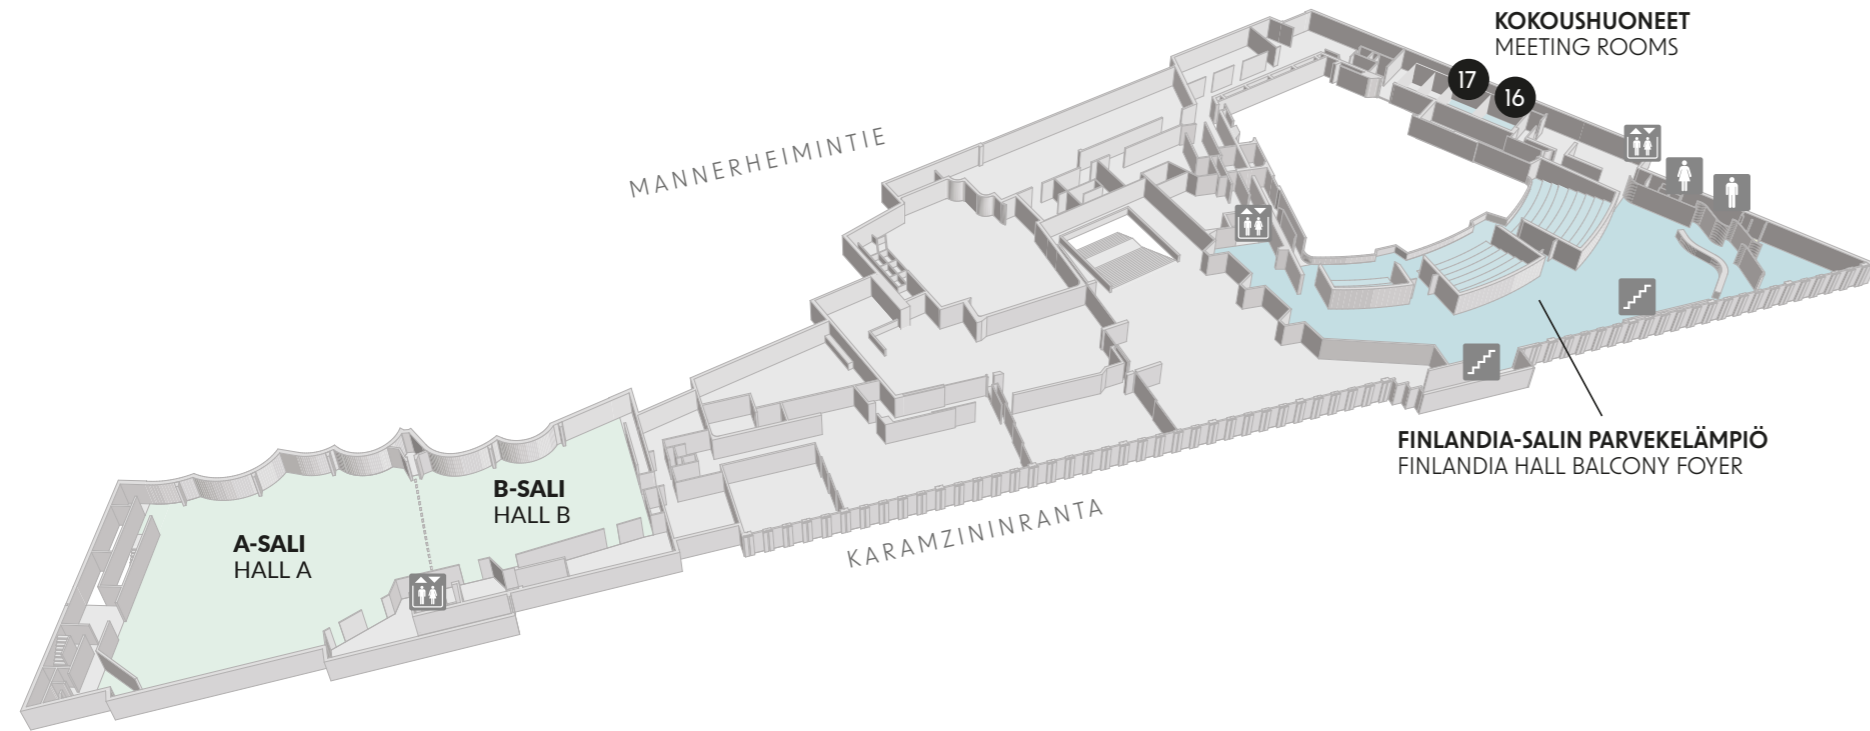 KOKOUSHUONEET
MEETING ROOMS
17
16
MANNERHEIMINTIE
FINLANDIA-SALIN PARVEKELÄMPIÖ
FINLANDIA HALL BALCONY FOYER
B-SALI
HALL B
A-SALI
HALL A
KARAMZININRANTA